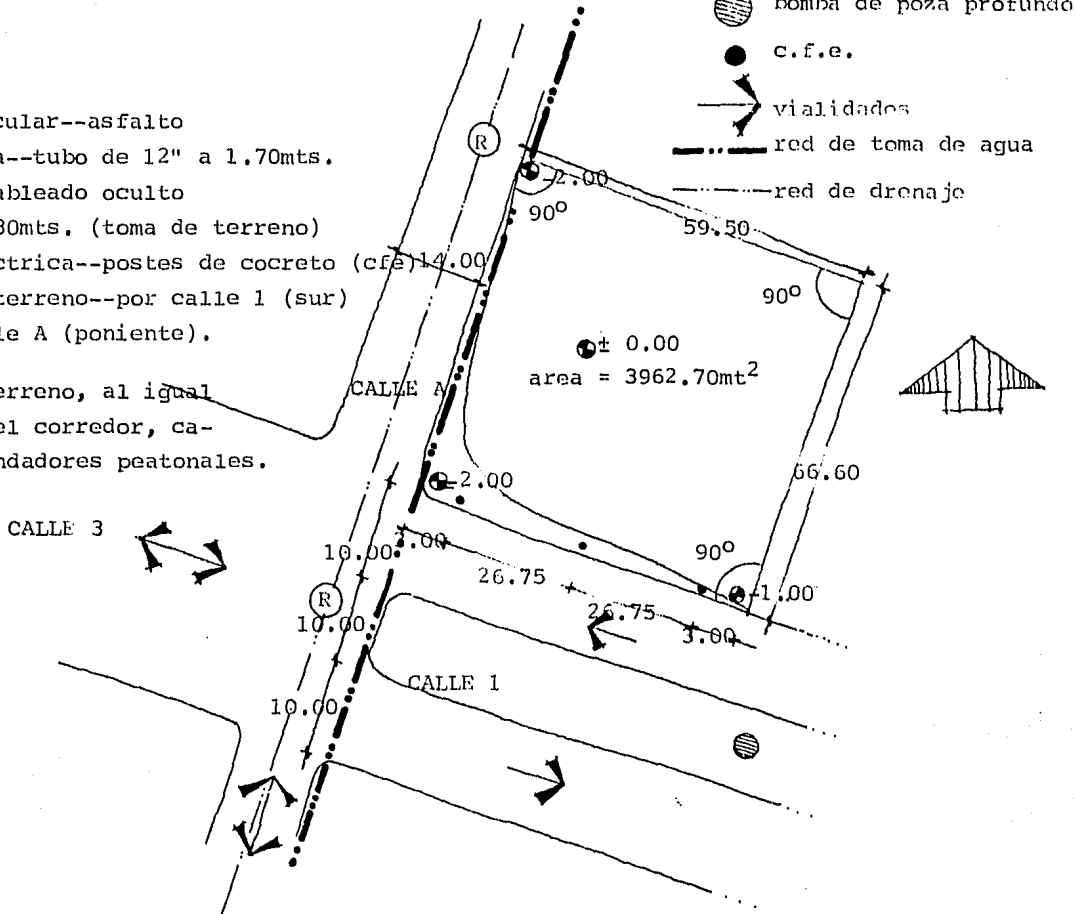 bomba de poza profundo
c.f.e.
vialidados
red de toma de agua
red de drenaje
cular--asfalto
a--tubo de 12" a 1.70mts.
ableado oculto
80mts. (toma de terreno)
ctrica--postes de cocreto (cfe)
terreno--por calle 1 (sur)
le A (poniente).
erreno, al igual
el corredor, ca-
ndadores peatonales.
R
-2.00
90º
59.50
14.00
90º
± 0.00
area = 3962.70mt²
CALLE A
66.60
-2.00
CALLE 3
10.00
3.00
26.75
90º
-1.00
R
26.75
10.00
3.00
CALLE 1
10.00